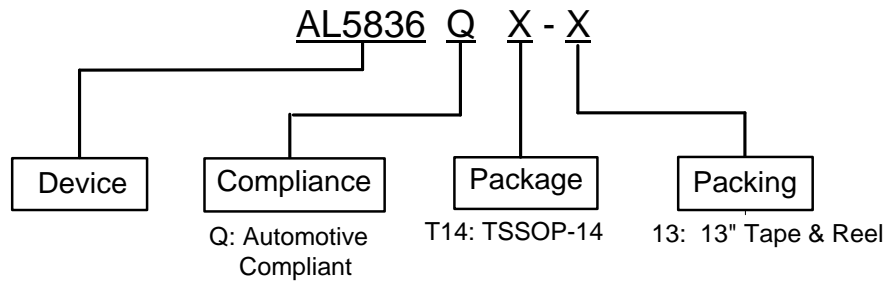 AL5836 Q X - X
Device
Compliance
Package
Packing
Q: Automotive
Compliant
T14: TSSOP-14
13: 13" Tape & Reel